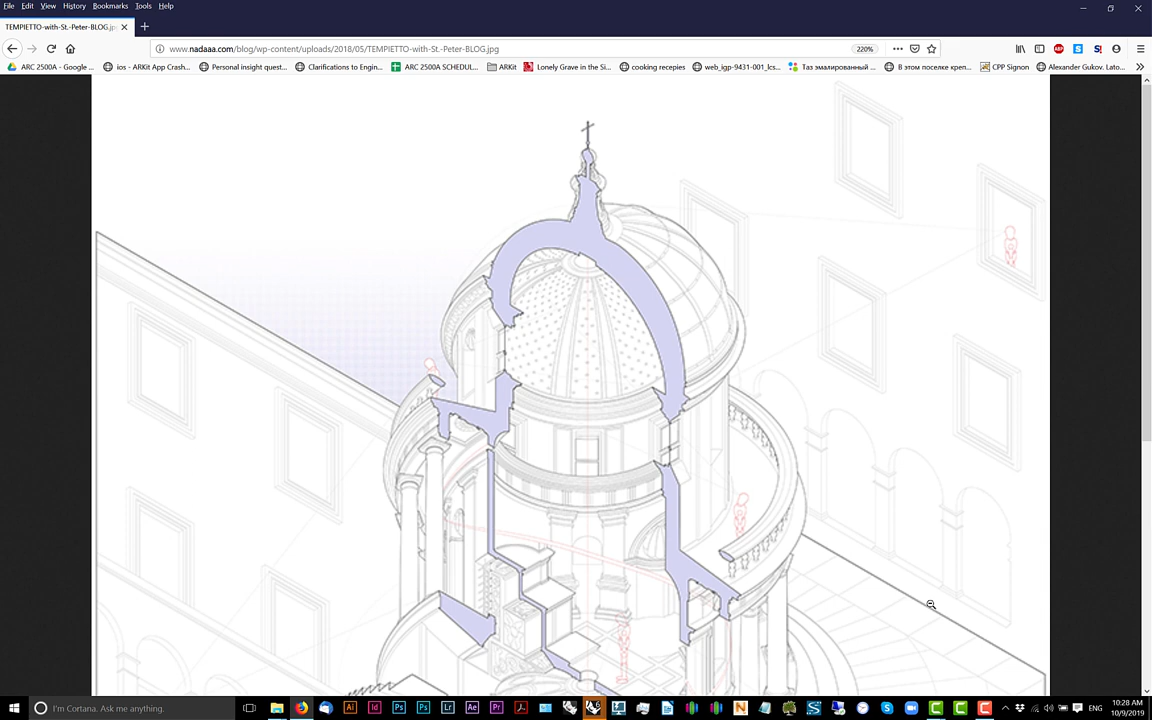 File Edit View History Bookmarks Tools Help
TEMPIETTO-with-St.-Peter-BLOG.jp
www.nadaaa.com/blog/wp-content/uploads/2018/05/TEMPIETTO-with-St.-Peter-BLOG.jpg 220%
ARC 2500A - Google ... ios - ARKit App Crash... Personal insight quest... Clarifications to Engin... ARC 2500A SCHEDUL... ARKit Lonely Grave in the Si... cooking recepies web_igp-9431-001_lcs... Таз эмалированный ... В этом поселке креп... CPP Signon Alexander Gukov. Lato...
I'm Cortana. Ask me anything. ENG 10:28 AM
10/9/2019